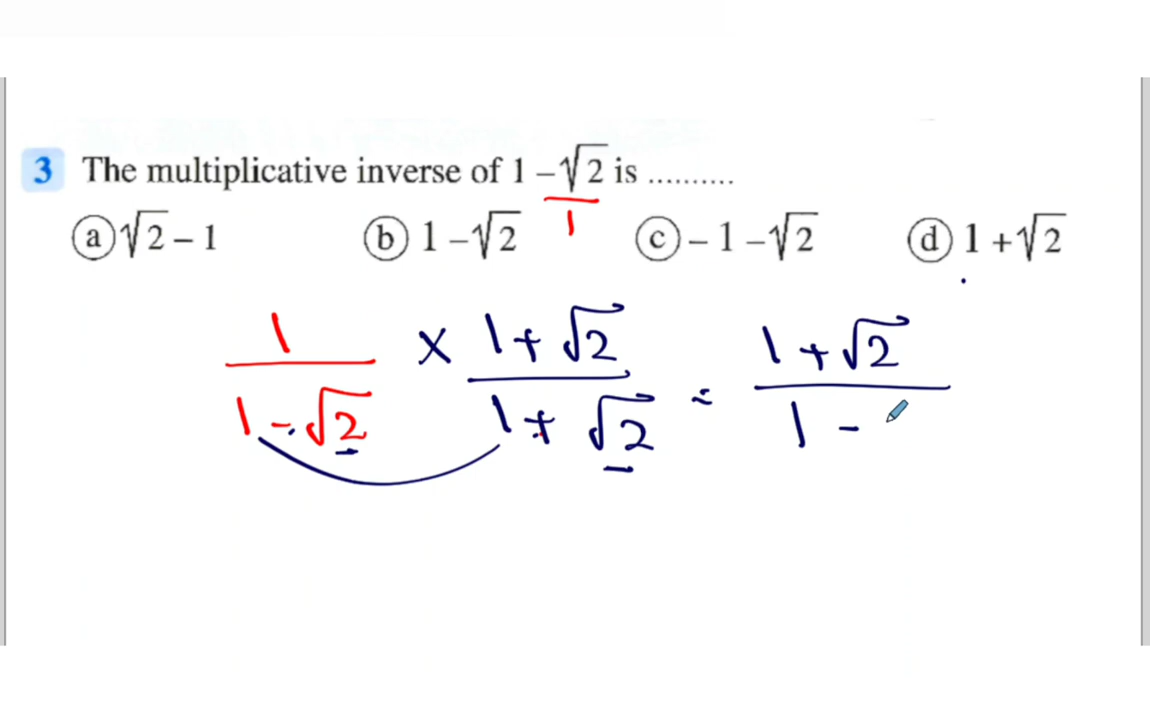 3 The multiplicative inverse of 1 – √2 is ..........
1
ⓐ √2 – 1 ⓑ 1 – √2 ⓒ – 1 – √2 ⓓ 1 + √2
1 × 1 + √2 = 1 + √2
1 - √2 1 + √2 1 -